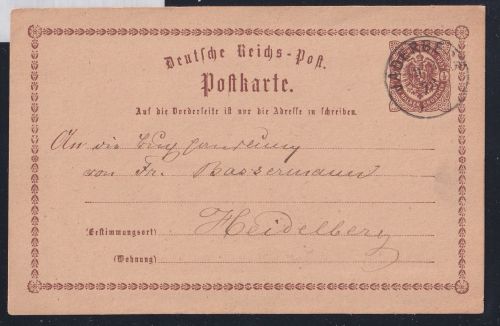 Deutsche Reichs-Post.
Postkarte.
Auf die Vorderseite ist nur die Adresse zu schreiben.
An die Buchhandlung
von Fr. Bassermann
(Bestimmungsort) Heidelberg
(Wohnung)